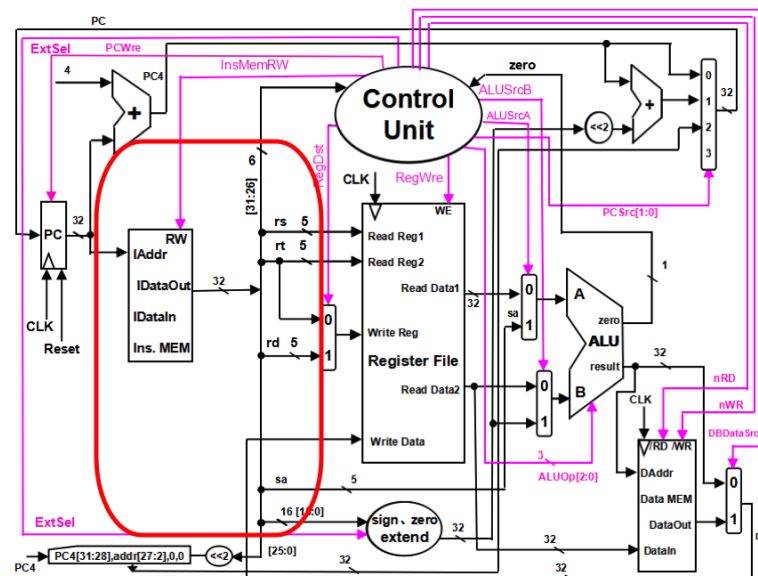 PC
ExtSel
PCWre
InsMemRW
zero
4
PC4
+
Control
Unit
ALUSrcB
ALUSrcA
<<2
+
0
1
2
3
32
6
[31:26]
RegDst
CLK
RegWre
PCSrc[1:0]
PC
32
CLK
Reset
RW
IAddr
IDataOut
IDataIn
Ins. MEM
32
rs
5
rt
5
rd
5
0
1
WE
Read Reg1
Read Reg2
Read Data1
Write Reg
Register File
Read Data2
Write Data
32
sa
0
1
0
1
A
zero
ALU
result
B
1
32
nRD
nWR
CLK
DBDataSrc
/RD /WR
DAddr
Data MEM
DataOut
DataIn
0
1
3
ALUOp[2:0]
sa
5
ExtSel
16
sign、zero
extend
32
[25:0]
PC4
PC4[31:28],addr[27:2],0,0
<<2
32
32
32